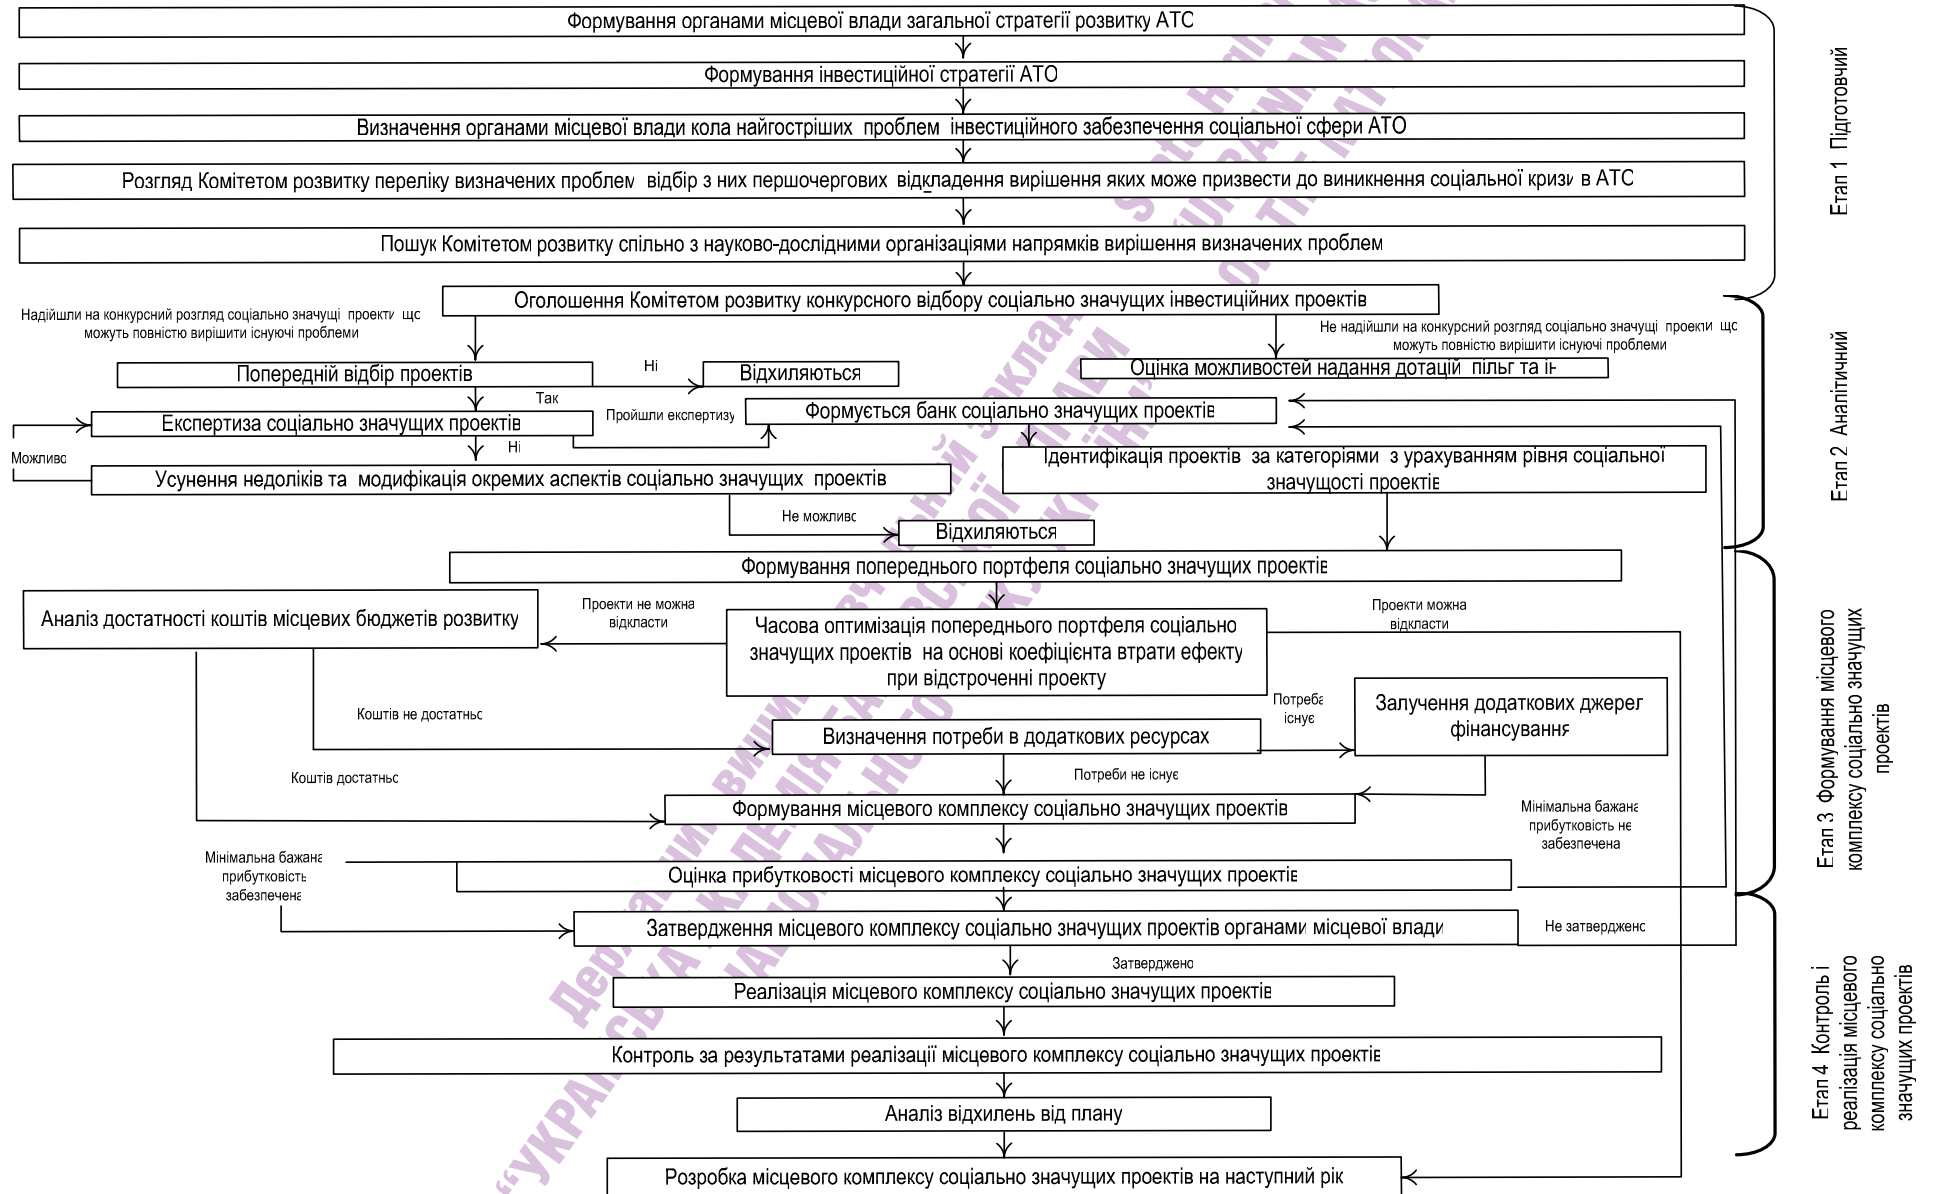 Формування органами місцевої влади загальної стратегії розвитку АТО
Формування інвестиційної стратегії АТО
Визначення органами місцевої влади кола найгостріших проблем інвестиційного забезпечення соціальної сфери АТО
Розгляд Комітетом розвитку переліку визначених проблем відбір з них першочергових відкладення вирішення яких може призвести до виникнення соціальної кризи в АТО
Пошук Комітетом розвитку спільно з науково-дослідними організаціями напрямків вирішення визначених проблем
Етап 1 Підготовчий
Оголошення Комітетом розвитку конкурсного відбору соціально значущих інвестиційних проектів
Надійшли на конкурсний розгляд соціально значущі проекти що
можуть повністю вирішити існуючі проблеми
Не надійшли на конкурсний розгляд соціально значущі проекти що
можуть повністю вирішити існуючі проблеми
Попередній відбір проектів
Ні
Відхиляються
Оцінка можливостей надання дотацій пільг та ін
Так
Експертиза соціально значущих проектів
Пройшли експертизу
Формується банк соціально значущих проектів
Ні
Можливо
Усунення недоліків та модифікація окремих аспектів соціально значущих проектів
Ідентифікація проектів за категоріями з урахуванням рівня соціальної
значущості проектів
Не можливо
Відхиляються
Етап 2 Аналітичний
Формування попереднього портфеля соціально значущих проектів
Аналіз достатності коштів місцевих бюджетів розвитку
Проекти не можна
відкласти
Часова оптимізація попереднього портфеля соціально
значущих проектів на основі коефіцієнта втрати ефекту
при відстроченні проекту
Проекти можна
відкласти
Коштів не достатньо
Визначення потреби в додаткових ресурсах
Потреба
існує
Залучення додаткових джерел
фінансування
Коштів достатньо
Потреби не існує
Формування місцевого комплексу соціально значущих проектів
Мінімальна бажана
прибутковість не
забезпечена
Мінімальна бажана
прибутковість
забезпечена
Оцінка прибутковості місцевого комплексу соціально значущих проектів
Етап 3 Формування місцевого
комплексу соціально значущих
проектів
Затвердження місцевого комплексу соціально значущих проектів органами місцевої влади
Не затверджено
Затверджено
Реалізація місцевого комплексу соціально значущих проектів
Контроль за результатами реалізації місцевого комплексу соціально значущих проектів
Аналіз відхилень від плану
Розробка місцевого комплексу соціально значущих проектів на наступний рік
Етап 4 Контроль і
реалізація місцевого
комплексу соціально
значущих проектів